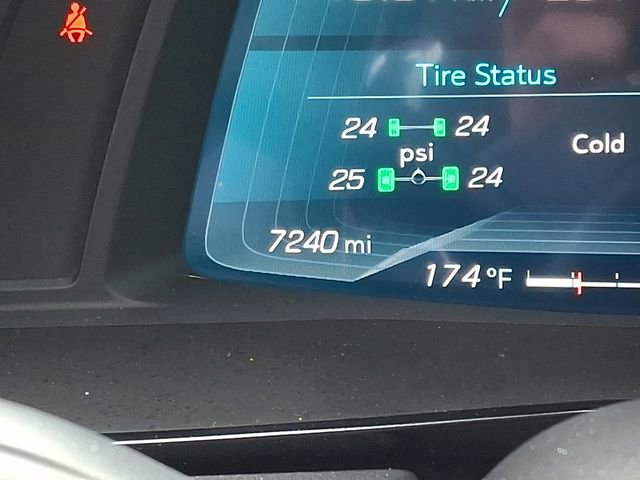 Tire Status
24 24
psi
Cold
25 24
7240 mi
174°F